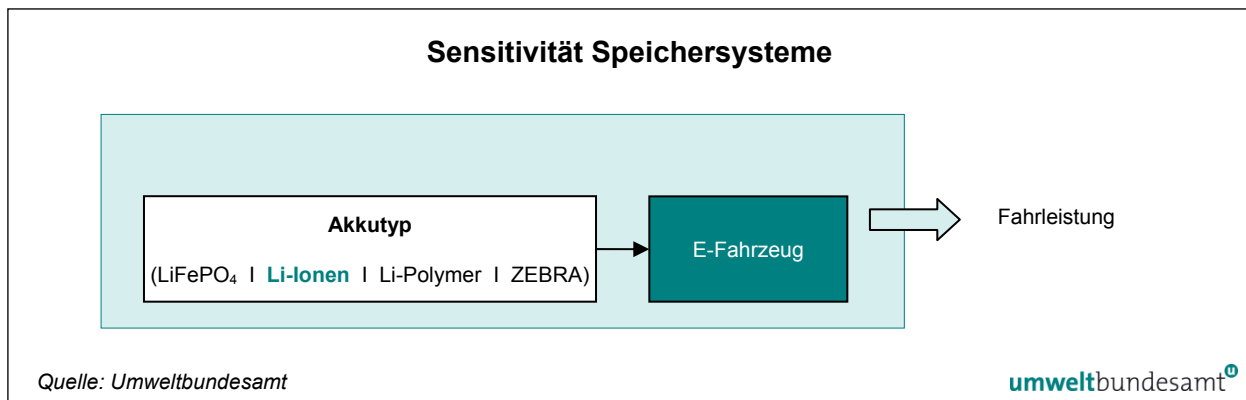 Sensitivität Speichersysteme
Akkutyp
(LiFePO₄ I Li-Ionen I Li-Polymer I ZEBRA)
E-Fahrzeug
Fahrleistung
Quelle: Umweltbundesamt
umweltbundesamt🅤